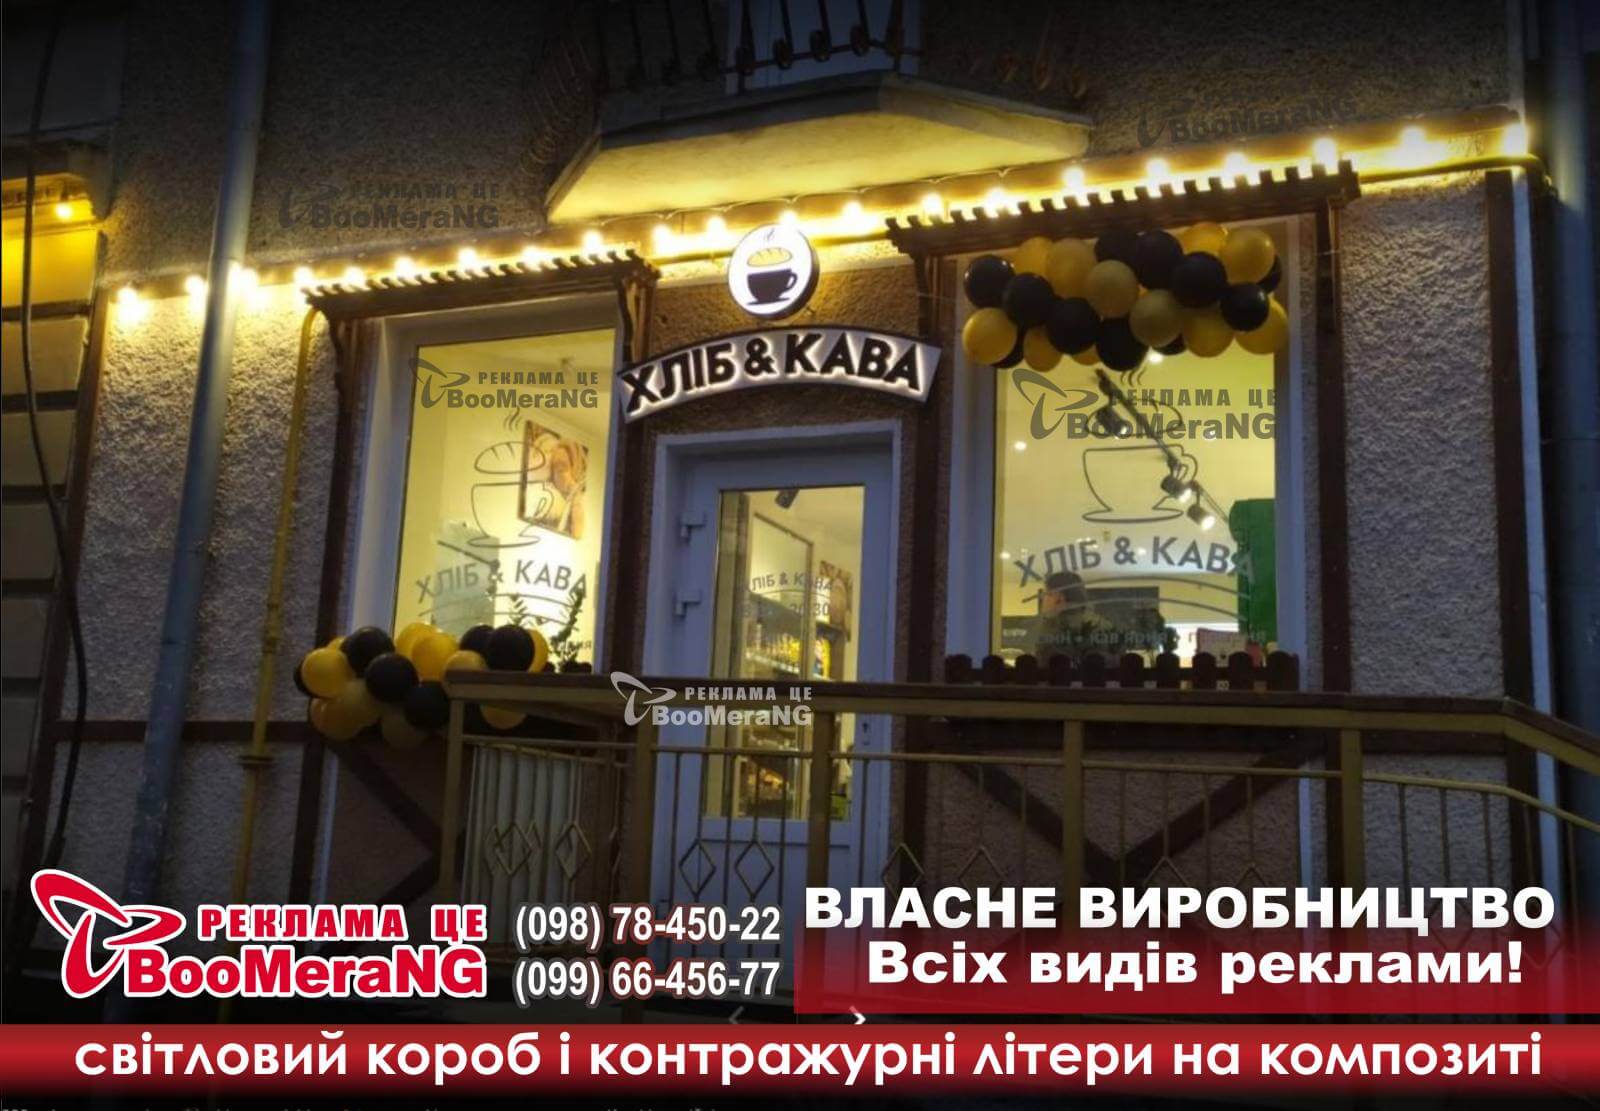 BooMeraNG
РЕКЛАМА ЦЕ
BooMeraNG
ХЛІБ & КАВА
РЕКЛАМА ЦЕ
BooMeraNG
РЕКЛАМА ЦЕ
BooMeraNG
ХЛІБ & КАВА
ХЛІБ & КАВА
ХЛІБ & КАВА
РЕКЛАМА ЦЕ
BooMeraNG
РЕКЛАМА ЦЕ
BooMeraNG
(098) 78-450-22
(099) 66-456-77
ВЛАСНЕ ВИРОБНИЦТВО
Всіх видів реклами!
світловий короб і контражурні літери на композиті